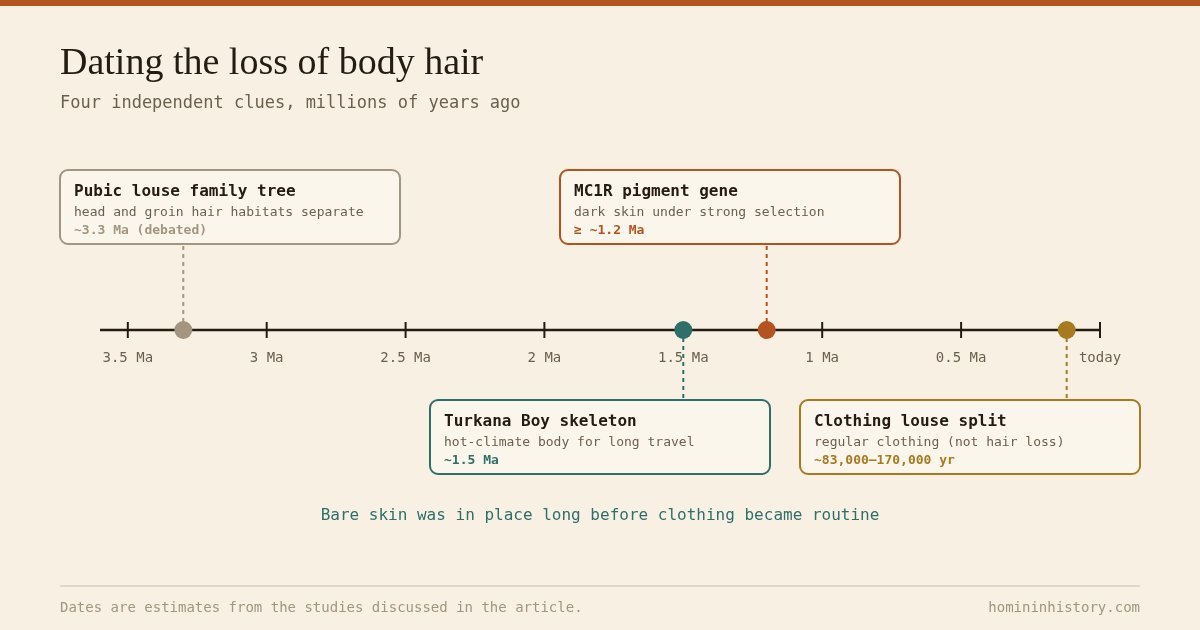 Dating the loss of body hair
Four independent clues, millions of years ago
Pubic louse family tree
head and groin hair habitats separate
~3.3 Ma (debated)
MC1R pigment gene
dark skin under strong selection
≥ ~1.2 Ma
3.5 Ma
3 Ma
2.5 Ma
2 Ma
1.5 Ma
1 Ma
0.5 Ma
today
Turkana Boy skeleton
hot-climate body for long travel
~1.5 Ma
Clothing louse split
regular clothing (not hair loss)
~83,000–170,000 yr
Bare skin was in place long before clothing became routine
Dates are estimates from the studies discussed in the article.
homininhistory.com